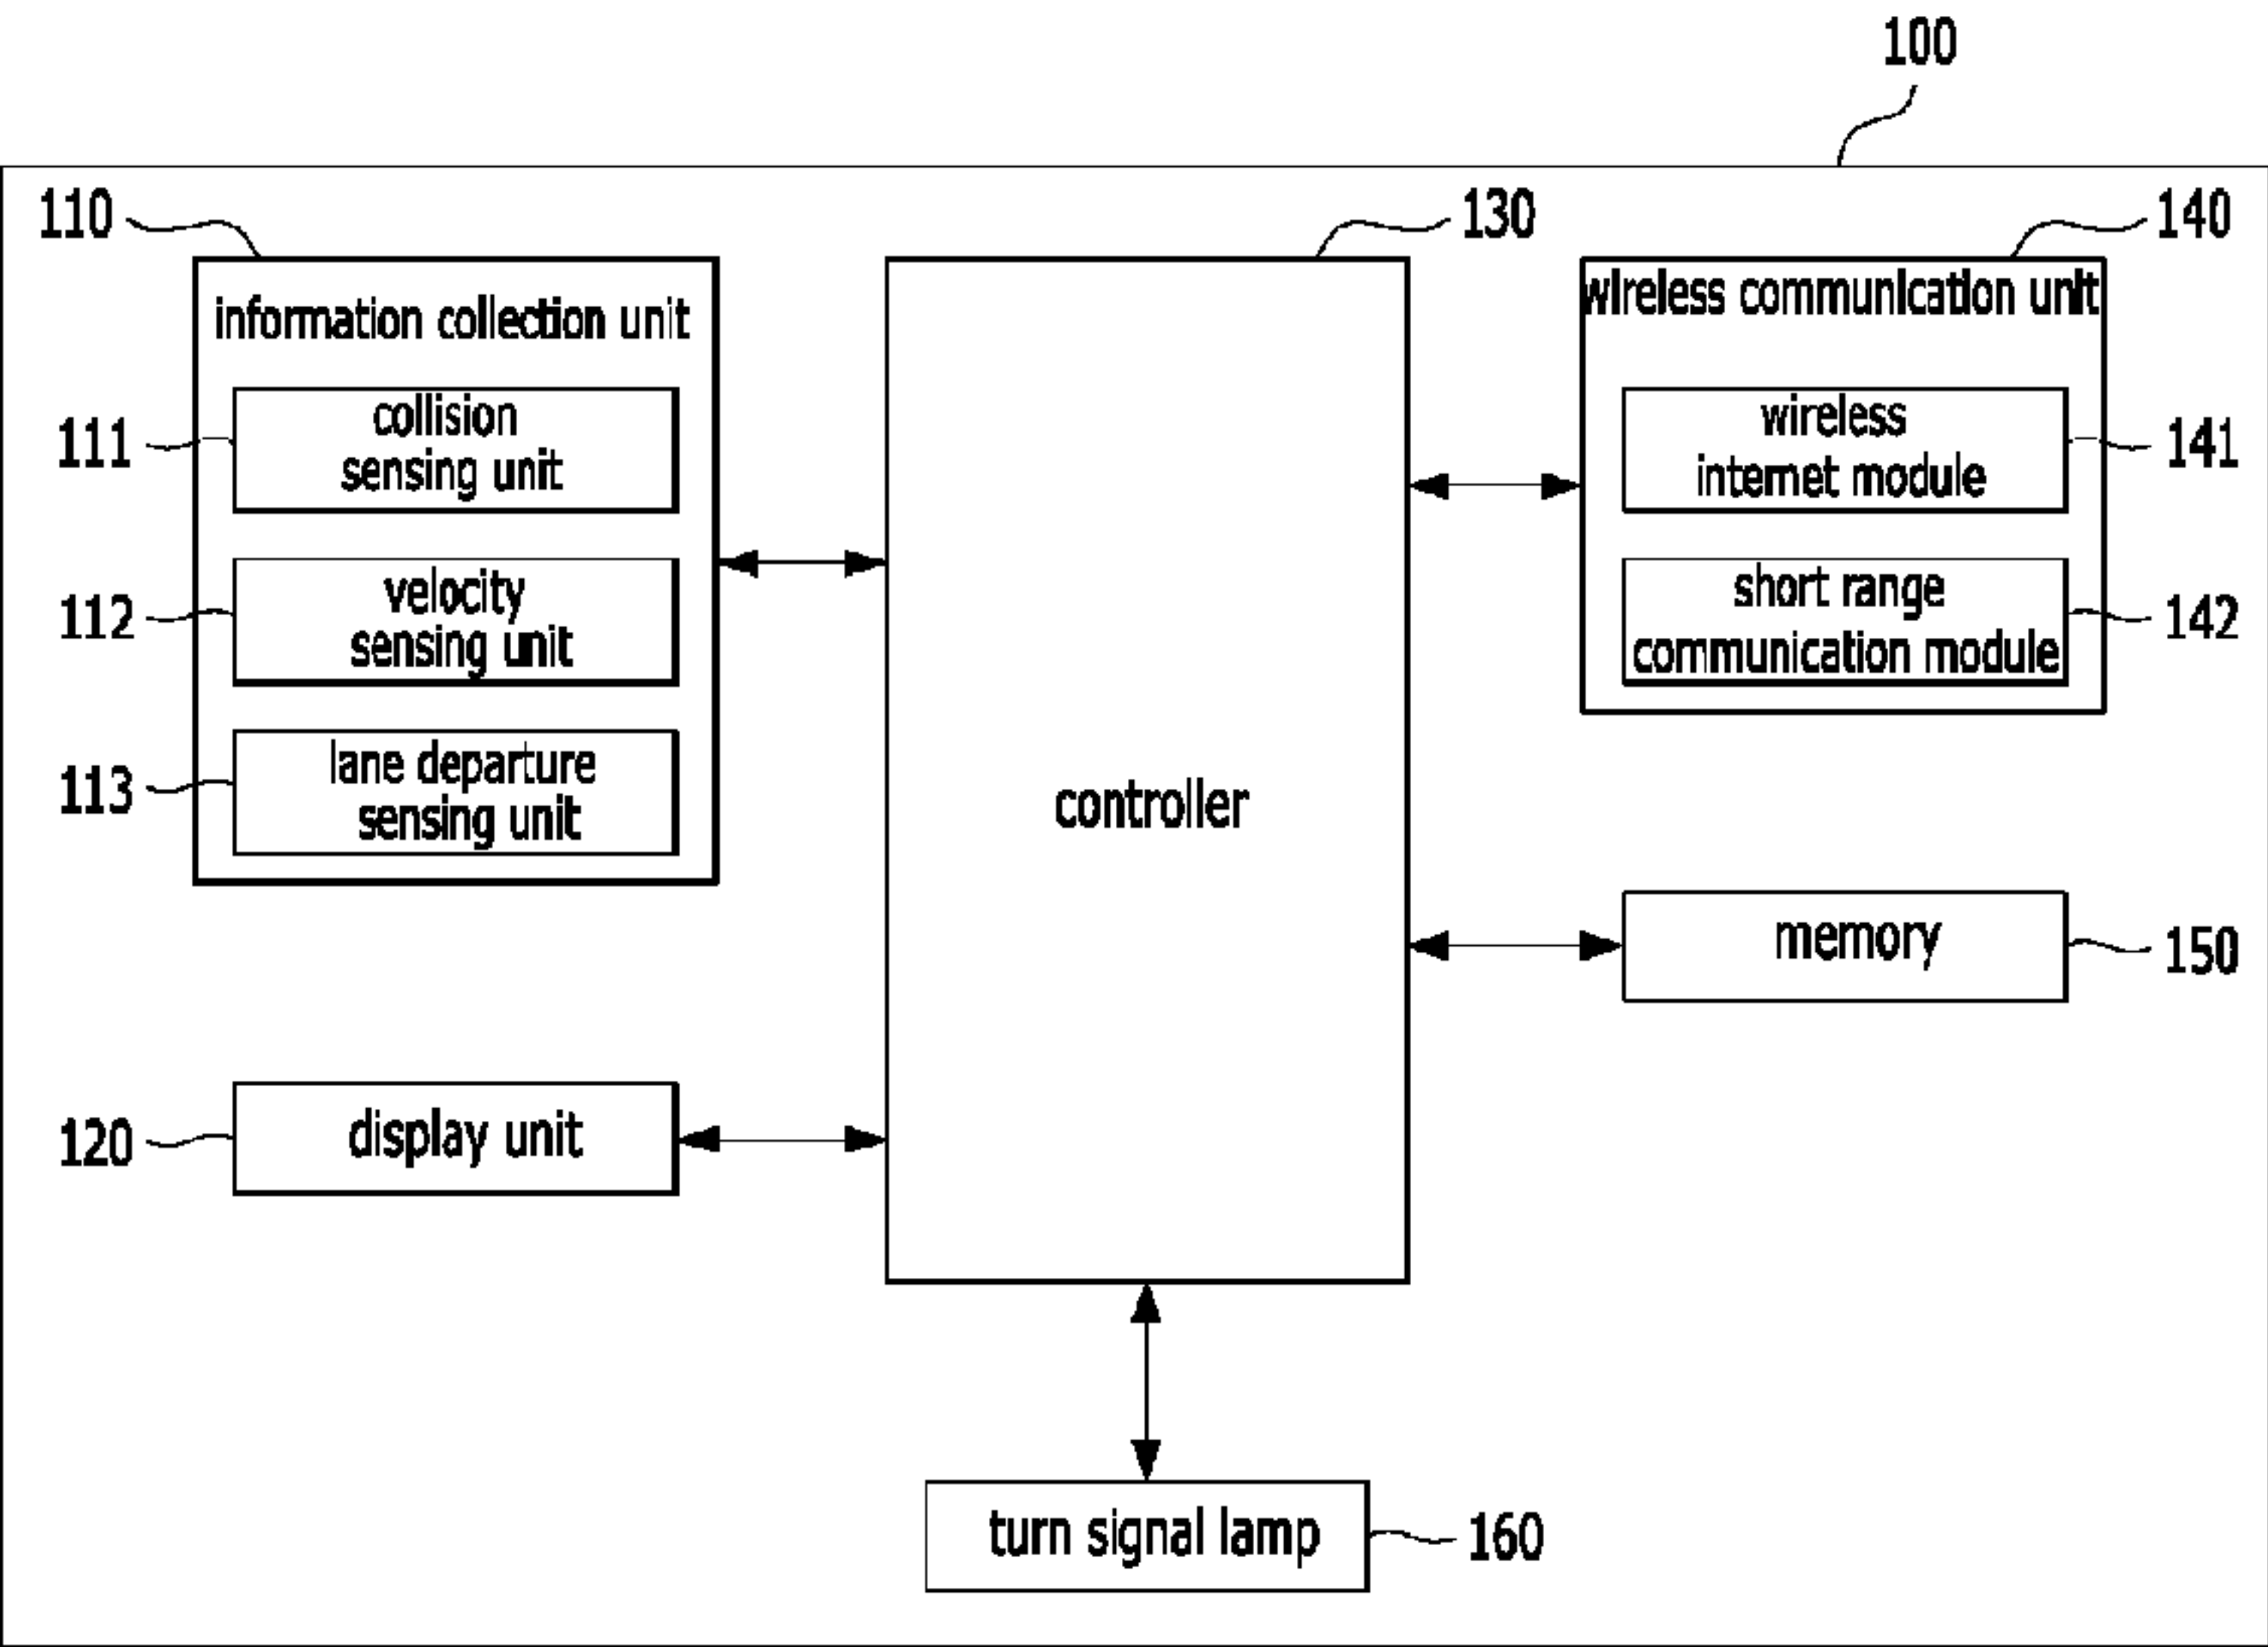 100
110
130
140
information collection unit
wireless communication unit
111
collision
sensing unit
wireless
internet module
141
112
velocity
sensing unit
short range
communication module
142
113
lane departure
sensing unit
controller
memory
150
120
display unit
turn signal lamp
160